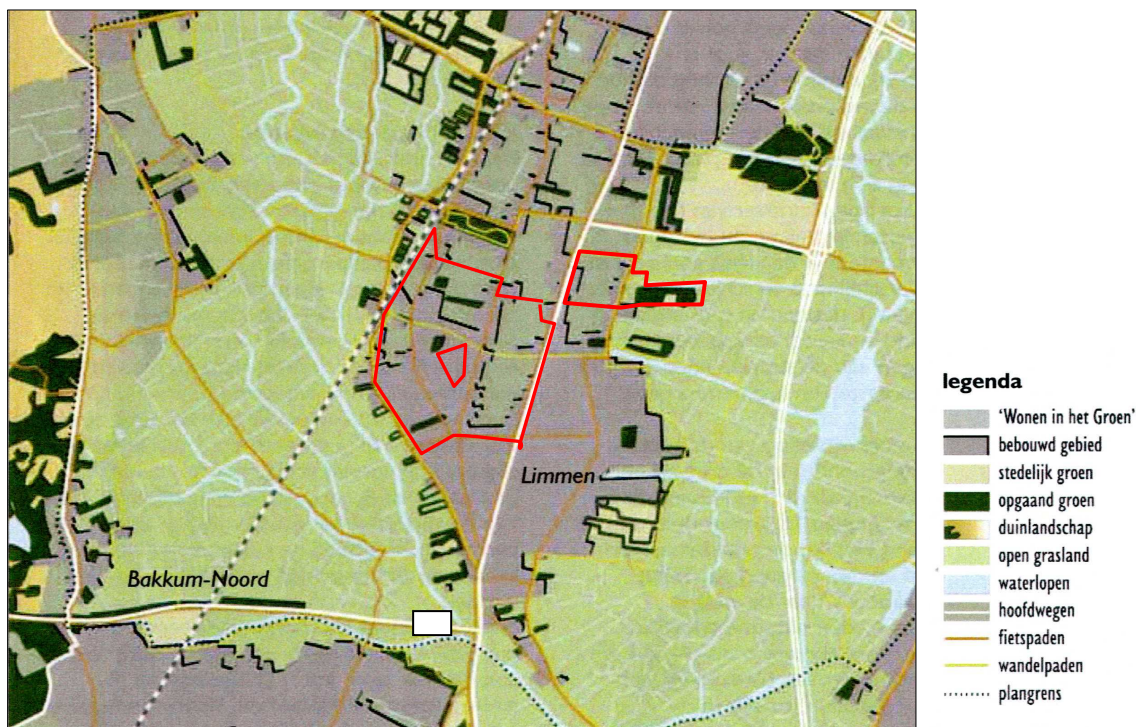 Limmen
Bakkum-Noord
legenda
'Wonen in het Groen'
bebouwd gebied
stedelijk groen
opgaand groen
duinlandschap
open grasland
waterlopen
hoofdwegen
fietspaden
wandelpaden
plangrens